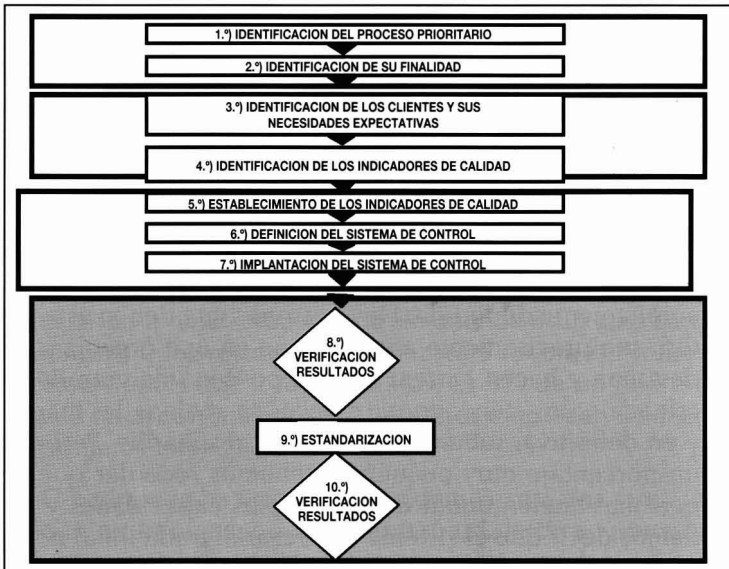 1.º) IDENTIFICACION DEL PROCESO PRIORITARIO
2.º) IDENTIFICACION DE SU FINALIDAD
3.º) IDENTIFICACION DE LOS CLIENTES Y SUS
NECESIDADES EXPECTATIVAS
4.º) IDENTIFICACION DE LOS INDICADORES DE CALIDAD
5.º) ESTABLECIMIENTO DE LOS INDICADORES DE CALIDAD
6.º) DEFINICION DEL SISTEMA DE CONTROL
7.º) IMPLANTACION DEL SISTEMA DE CONTROL
8.º)
VERIFICACION
RESULTADOS
9.º) ESTANDARIZACION
10.º)
VERIFICACION
RESULTADOS